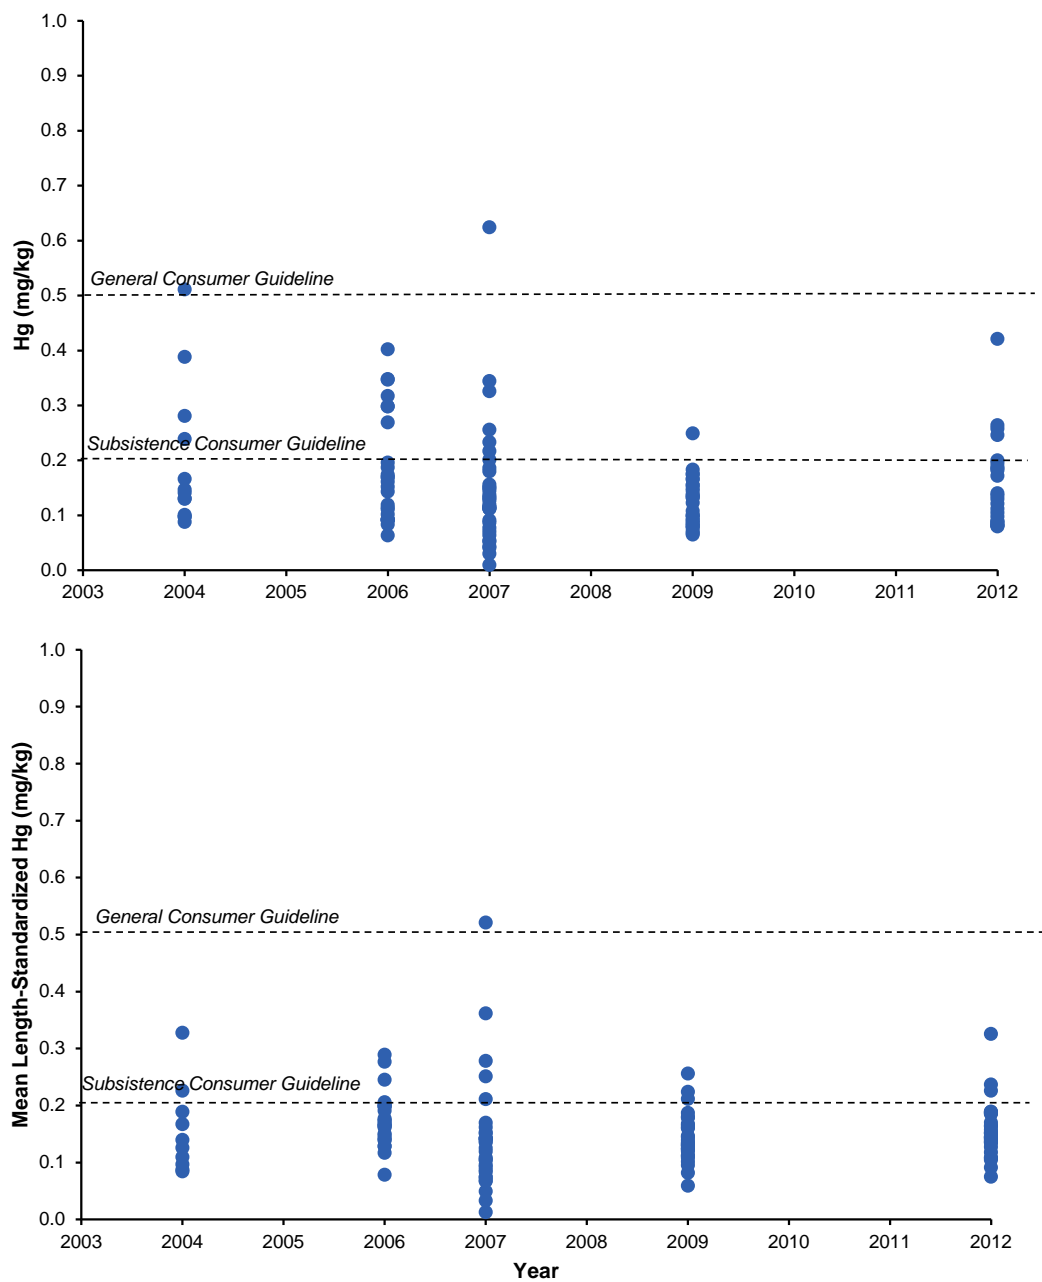 1.0
0.9
0.8
0.7
0.6
General Consumer Guideline
0.5
0.4
0.3
Subsistence Consumer Guideline
0.2
0.1
0.0
Hg (mg/kg)
2003 2004 2005 2006 2007 2008 2009 2010 2011 2012
1.0
0.9
0.8
0.7
0.6
General Consumer Guideline
0.5
0.4
0.3
Subsistence Consumer Guideline
0.2
0.1
0.0
Mean Length-Standardized Hg (mg/kg)
2003 2004 2005 2006 2007 2008 2009 2010 2011 2012
Year